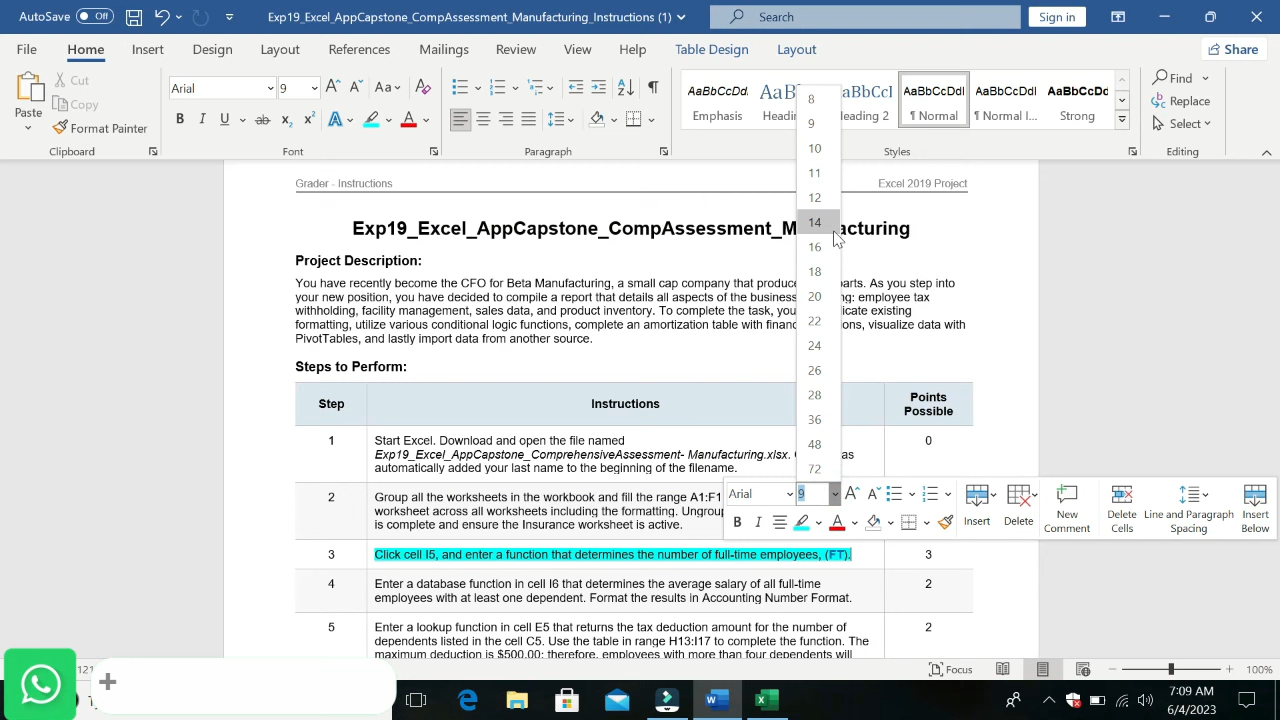 AutoSave Off Exp19_Excel_AppCapstone_CompAssessment_Manufacturing_Instructions (1) Search Sign in
File Home Insert Design Layout References Mailings Review View Help Table Design Layout Share
Paste Cut Copy Format Painter
Arial 9
AaBbCcDd. Emphasis
Headin
eading 2
AaBbCcDdI ¶ Normal
AaBbCcDdI ¶ Normal I...
AaBbCcDdt Strong
Find Replace Select
Clipboard Font Paragraph Styles Editing
8
9
10
11
12
14
16
18
20
22
24
26
28
36
48
72
Grader - Instructions Excel 2019 Project
Exp19_Excel_AppCapstone_CompAssessment_M ufacturing
Project Description:
You have recently become the CFO for Beta Manufacturing, a small cap company that produce parts. As you step into
your new position, you have decided to compile a report that details all aspects of the business employee tax
withholding, facility management, sales data, and product inventory. To complete the task, you existing
formatting, utilize various conditional logic functions, complete an amortization table with financ visualize data with
PivotTables, and lastly import data from another source.
Steps to Perform:
Step Instructions Points Possible
1 Start Excel. Download and open the file named 0
Exp19_Excel_AppCapstone_ComprehensiveAssessment- Manufacturing.xlsx. as
automatically added your last name to the beginning of the filename.
2 Group all the worksheets in the workbook and fill the range A1:F1
worksheet across all worksheets including the formatting. Ungroup
is complete and ensure the Insurance worksheet is active.
Arial 9
Insert Delete New Comment Delete Cells Line and Paragraph Spacing Insert Below
3 Click cell I5, and enter a function that determines the number of full-time employees, (FT). 3
4 Enter a database function in cell I6 that determines the average salary of all full-time 2
employees with at least one dependent. Format the results in Accounting Number Format.
5 Enter a lookup function in cell E5 that returns the tax deduction amount for the number of 2
dependents listed in the cell C5. Use the table in range H13:I17 to complete the function. The
maximum deduction is $500.00; therefore, employees with more than four dependents will
121 Focus 100%
7:09 AM
6/4/2023